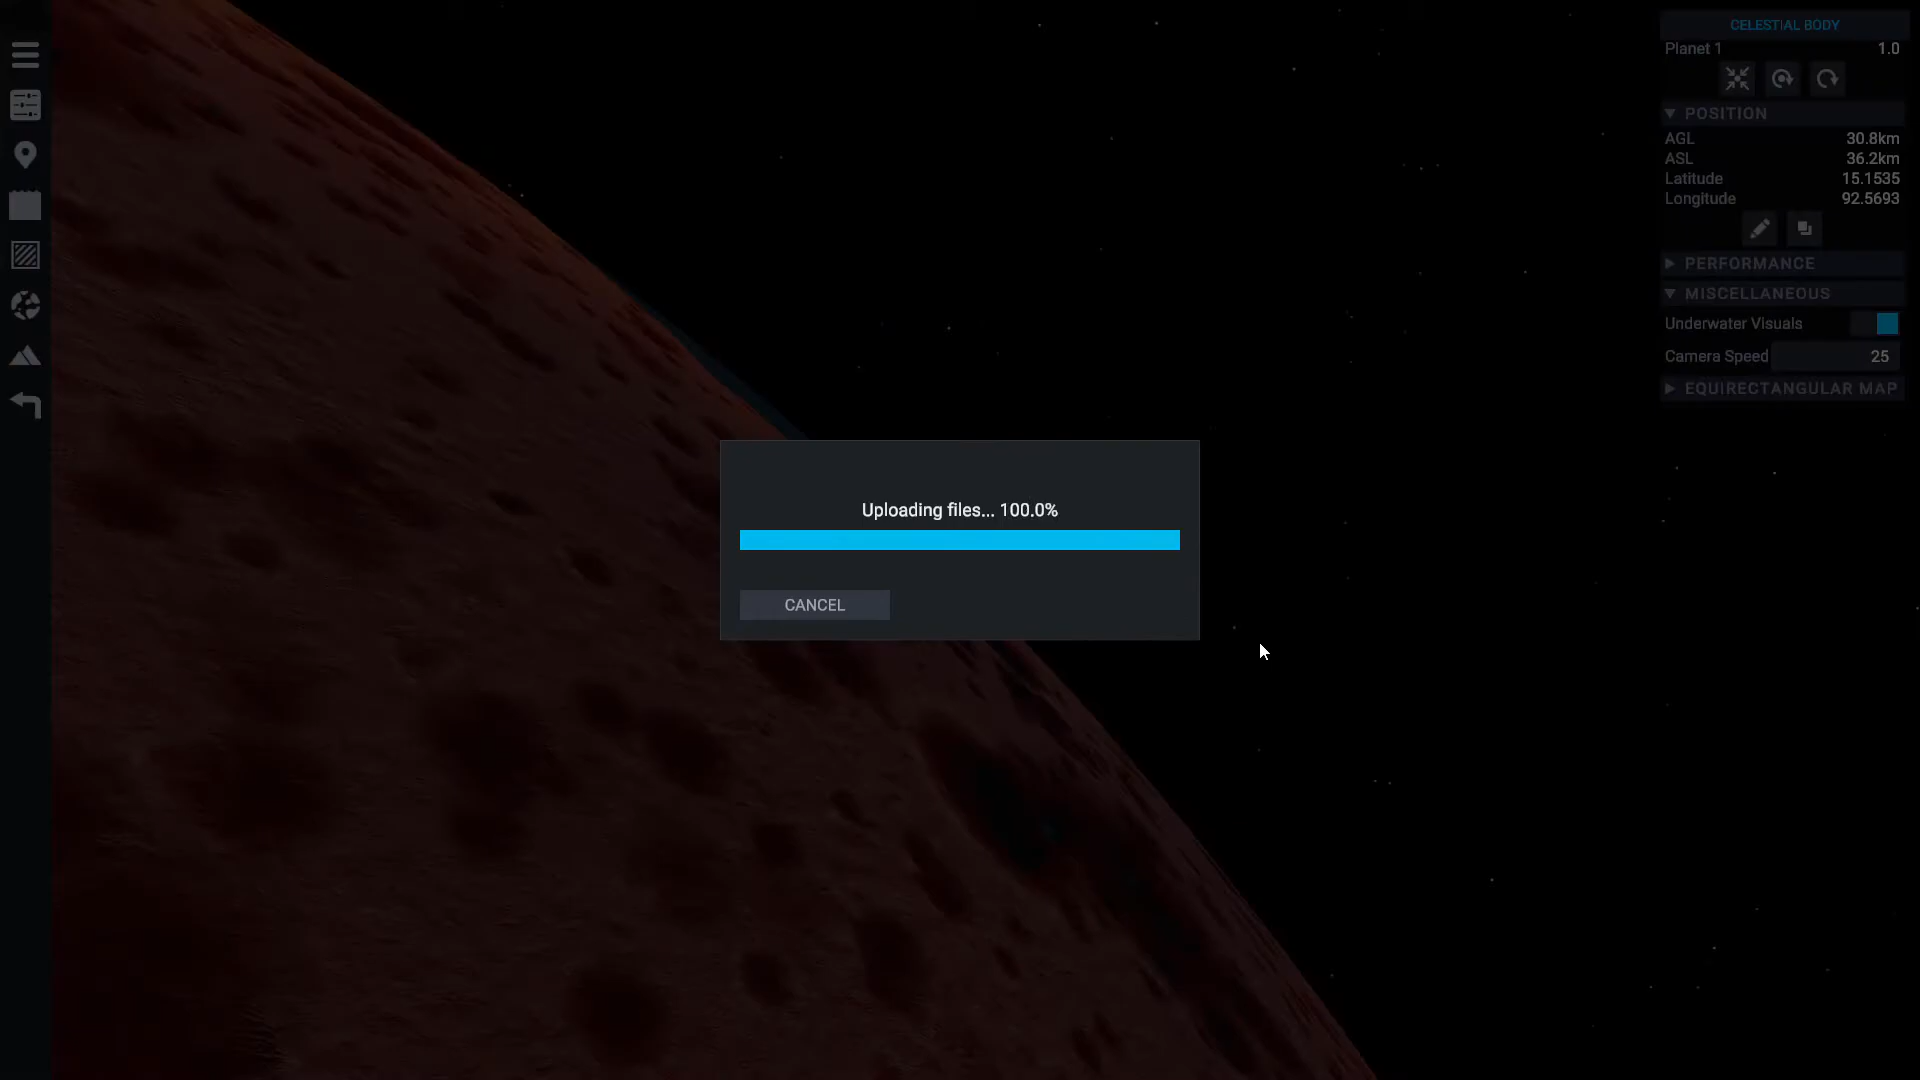 CELESTIAL BODY
Planet 1 1.0
POSITION
AGL 30.8km
ASL 36.2km
Latitude 15.1535
Longitude 92.5693
PERFORMANCE
MISCELLANEOUS
Underwater Visuals
Camera Speed 25
EQUIRECTANGULAR MAP
Uploading files... 100.0%
CANCEL